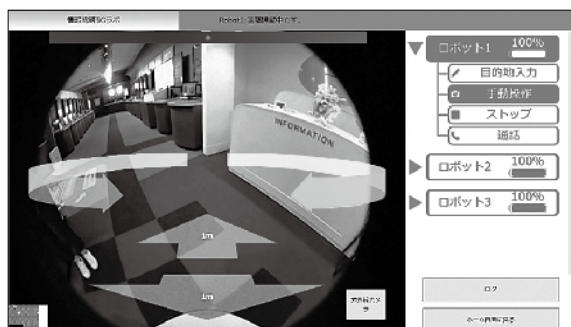 ロボット1 100%
目的地入力
手動操作
ストップ
通話
ロボット2 100%
ロボット3 100%
INFORMATION
1m
1m
ログ